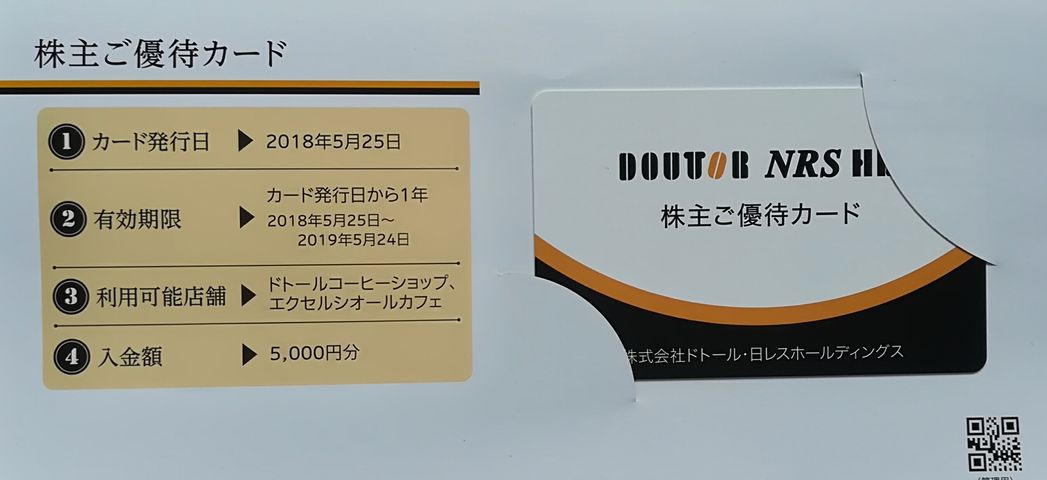 株主ご優待カード
1 カード発行日 ▶ 2018年5月25日
2 有効期限 ▶ カード発行日から1年
2018年5月25日~
2019年5月24日
3 利用可能店舗 ▶ ドトールコーヒーショップ、
エクセルシオールカフェ
4 入金額 ▶ 5,000円分
DOUTOR NRS
株主ご優待カード
株式会社ドトール・日レスホールディングス